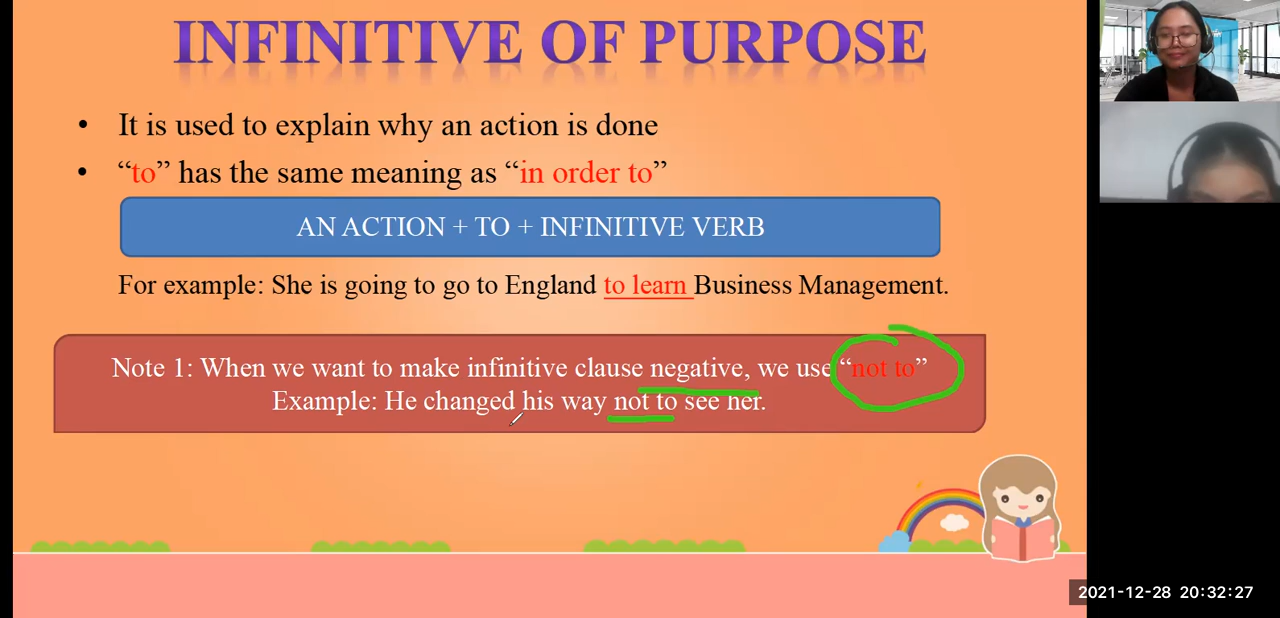 INFINITIVE OF PURPOSE
• It is used to explain why an action is done
• “to” has the same meaning as “in order to”
AN ACTION + TO + INFINITIVE VERB
For example: She is going to go to England to learn Business Management.
Note 1: When we want to make infinitive clause negative, we use “not to”
Example: He changed his way not to see her.
2021-12-28 20:32:27